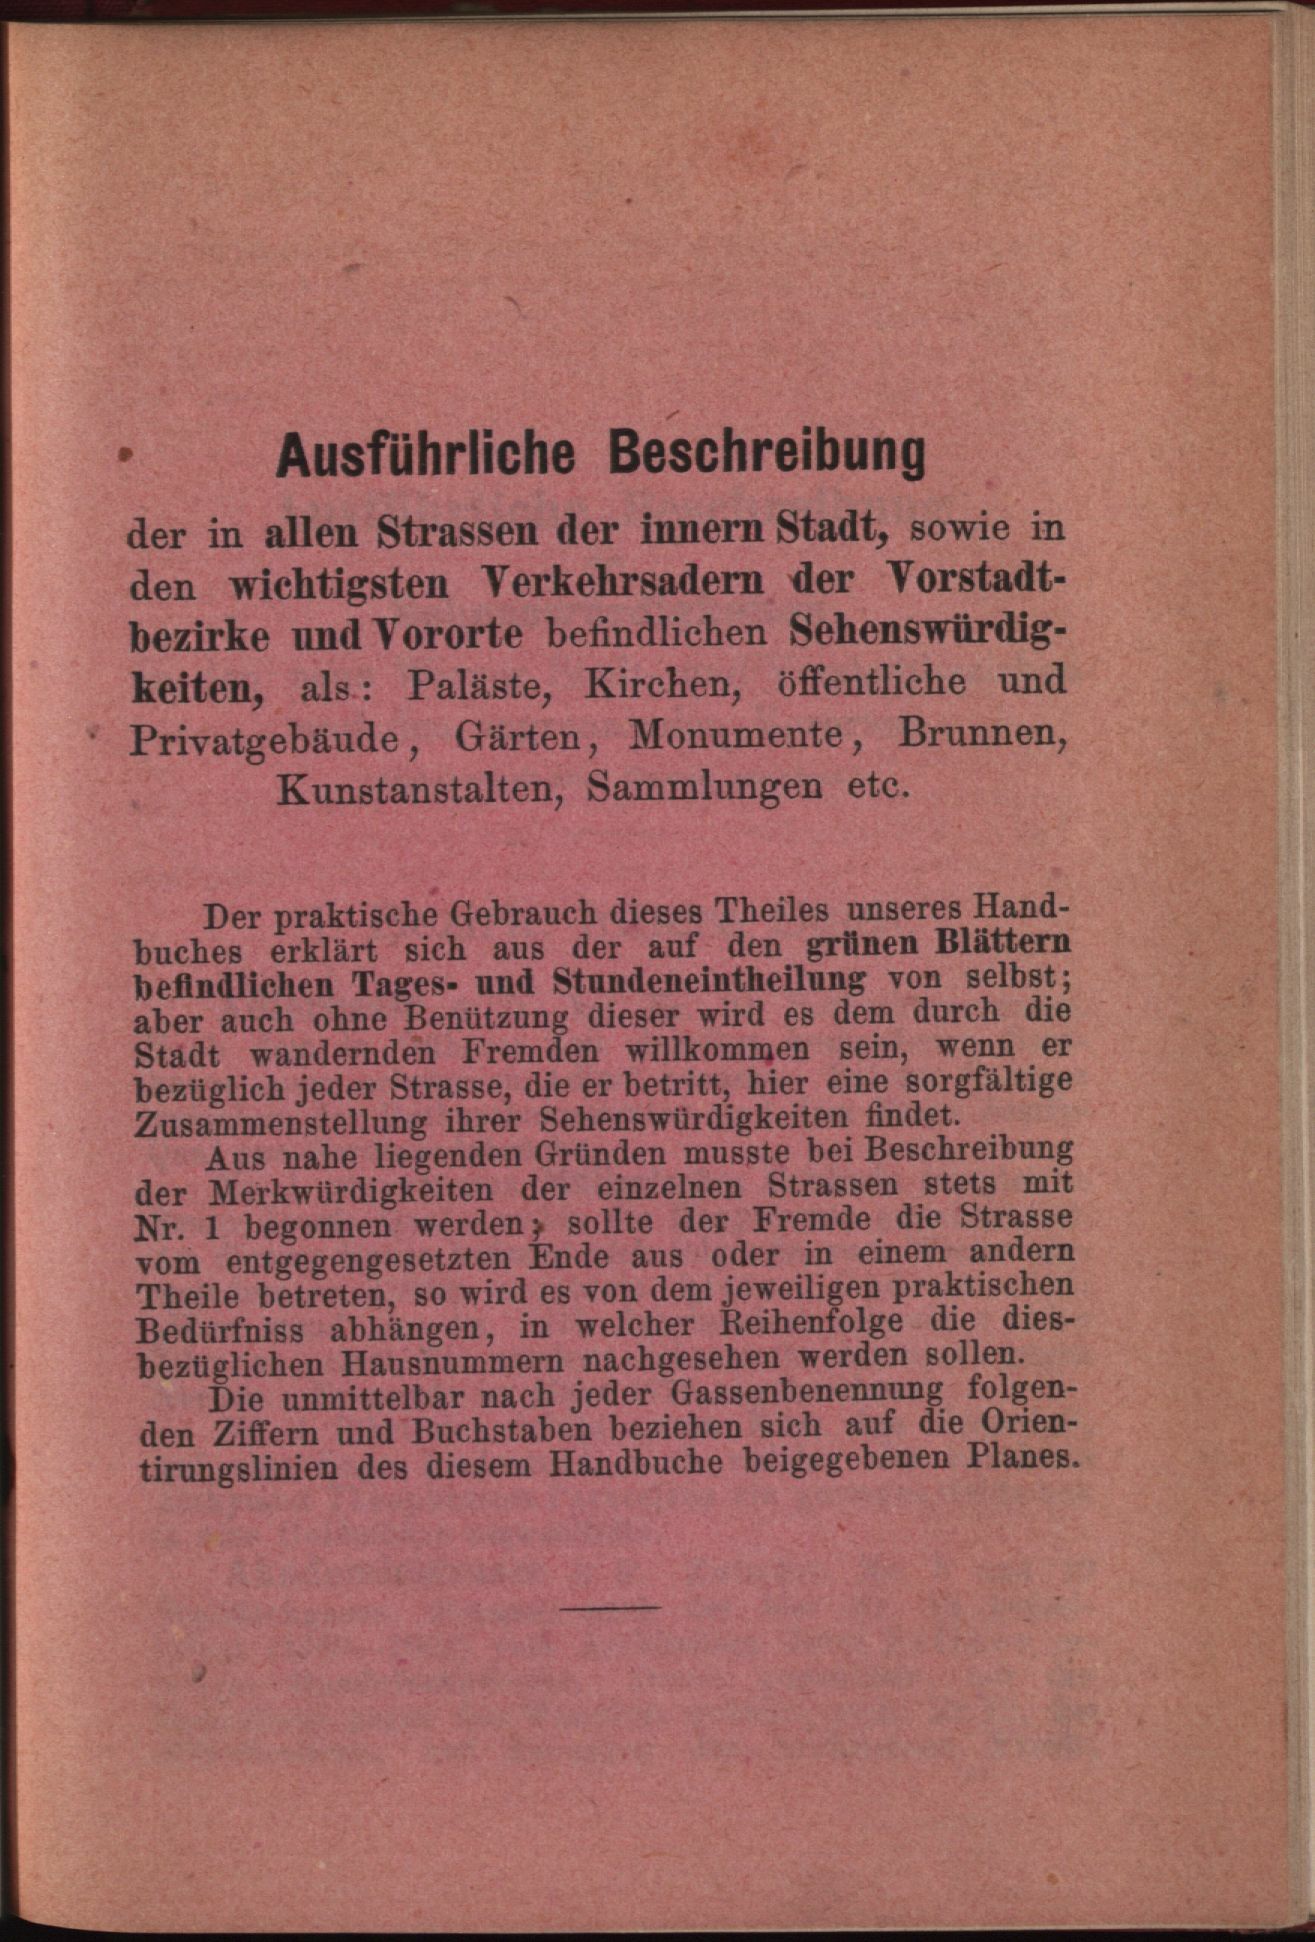 Ausführliche Beschreibung
der in allen Strassen der innern Stadt, sowie in
den wichtigsten Verkehrsadern der Vorstadt-
bezirke und Vororte befindlichen Sehenswürdig-
keiten, als: Paläste, Kirchen, öffentliche und
Privatgebäude, Gärten, Monumente, Brunnen,
Kunstanstalten, Sammlungen etc.
Der praktische Gebrauch dieses Theiles unseres Hand-
buches erklärt sich aus der auf den grünen Blättern
befindlichen Tages- und Stundeneintheilung von selbst;
aber auch ohne Benützung dieser wird es dem durch die
Stadt wandernden Fremden willkommen sein, wenn er
bezüglich jeder Strasse, die er betritt, hier eine sorgfältige
Zusammenstellung ihrer Sehenswürdigkeiten findet.
Aus nahe liegenden Gründen musste bei Beschreibung
der Merkwürdigkeiten der einzelnen Strassen stets mit
Nr. 1 begonnen werden; sollte der Fremde die Strasse
vom entgegengesetzten Ende aus oder in einem andern
Theile betreten, so wird es von dem jeweiligen praktischen
Bedürfniss abhängen, in welcher Reihenfolge die dies-
bezüglichen Hausnummern nachgesehen werden sollen.
Die unmittelbar nach jeder Gassenbenennung folgen-
den Ziffern und Buchstaben beziehen sich auf die Orien-
tirungslinien des diesem Handbuche beigegebenen Planes.